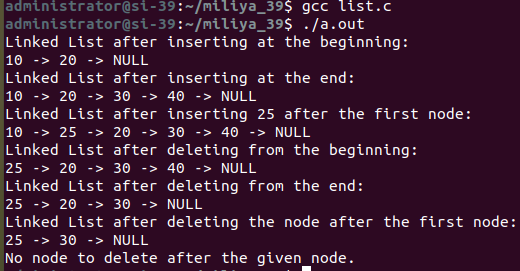 administrator@si-39:~/miliya_39$ gcc list.c
administrator@si-39:~/miliya_39$ ./a.out
Linked List after inserting at the beginning:
10 -> 20 -> NULL
Linked List after inserting at the end:
10 -> 20 -> 30 -> 40 -> NULL
Linked List after inserting 25 after the first node:
10 -> 25 -> 20 -> 30 -> 40 -> NULL
Linked List after deleting from the beginning:
25 -> 20 -> 30 -> 40 -> NULL
Linked List after deleting from the end:
25 -> 20 -> 30 -> NULL
Linked List after deleting the node after the first node:
25 -> 30 -> NULL
No node to delete after the given node.